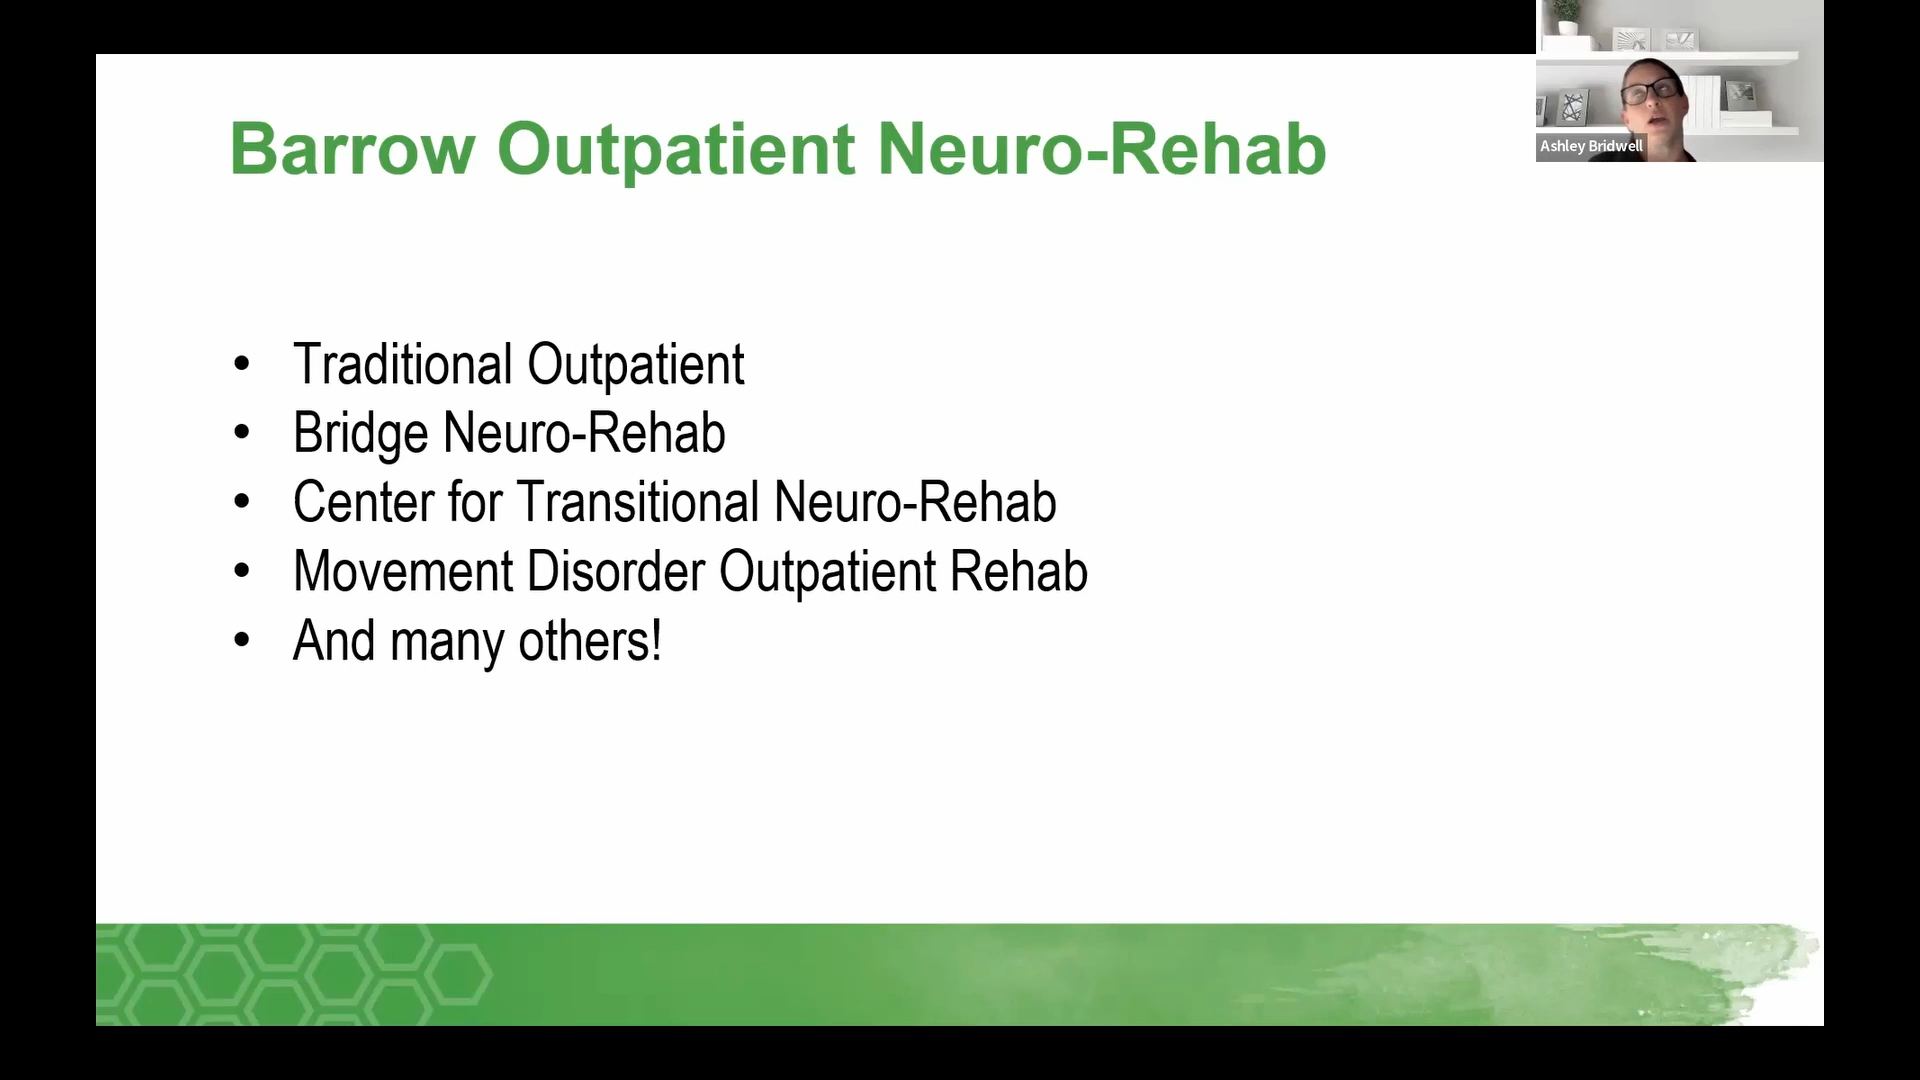 Barrow Outpatient Neuro-Rehab
Ashley Bridwell
• Traditional Outpatient
• Bridge Neuro-Rehab
• Center for Transitional Neuro-Rehab
• Movement Disorder Outpatient Rehab
• And many others!